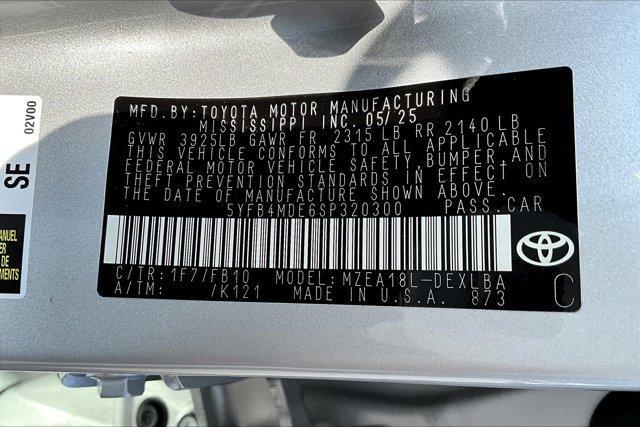 MFD.BY:TOYOTA MOTOR MANUFACTURING
MISSISSIPPI INC. 05/25
GVWR 3925LB GAWR FR 2315 LB RR 2140 LB
THIS VEHICLE CONFORMS TO ALL APPLICABLE
FEDERAL MOTOR VEHICLE SAFETY, BUMPER, AND
THEFT PREVENTION STANDARDS IN EFFECT ON
THE DATE OF MANUFACTURE SHOWN ABOVE.
5YFB4MDE6SP320300 PASS.CAR
C/TR: 1F7/FB10 MODEL: MZEA18L-DEXLBA
A/TM: /K121 MADE IN U.S.A. 873 C
02V00
SE
MANUEL
DE